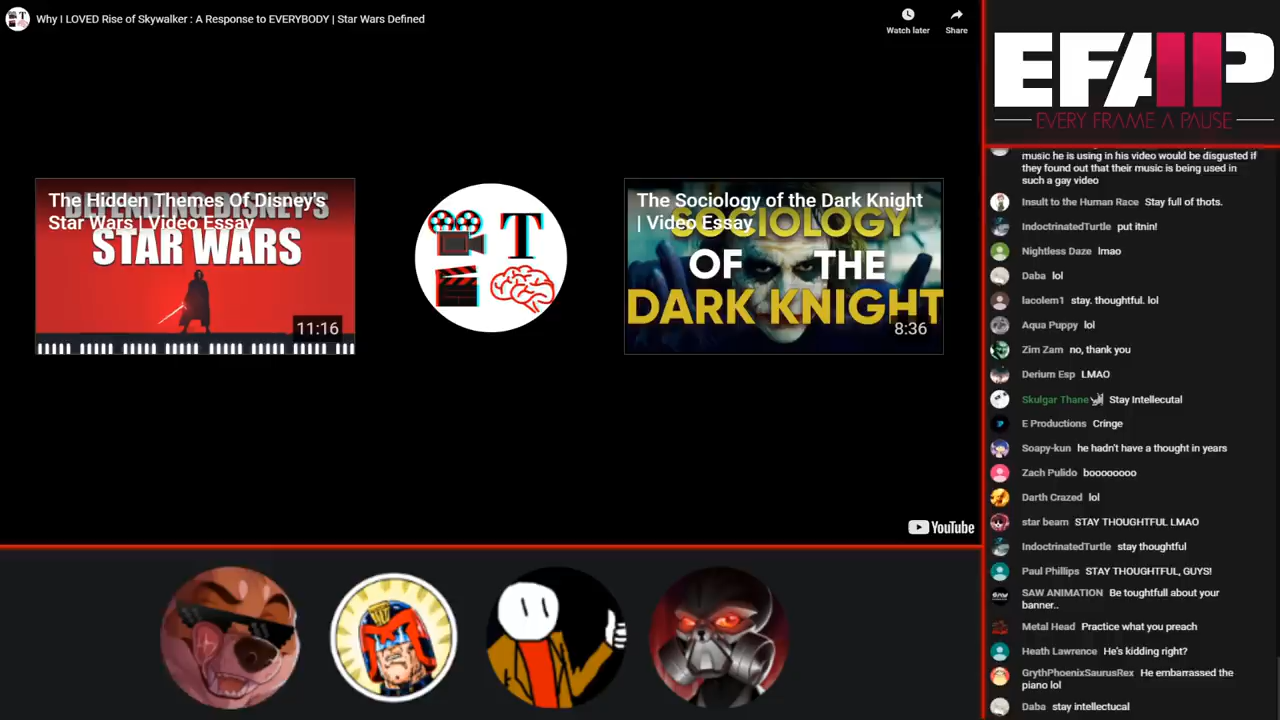 Why I LOVED Rise of Skywalker : A Response to EVERYBODY | Star Wars Defined
Watch later
Share
The Hidden Themes Of Disney's
Star Wars | Video Essay
DEFENDING DISNEY'S
STAR WARS
11:16
T
The Sociology of the Dark Knight
| Video Essay
SOCIOLOGY
OF THE
DARK KNIGHT
8:36
YouTube
EFAP
EVERY FRAME A PAUSE
music he is using in his video would be disgusted if
they found out that their music is being used in
such a gay video
Insult to the Human Race Stay full of thots.
IndoctrinatedTurtle put itnin!
Nightless Daze lmao
Daba lol
lacolem1 stay. thoughtful. lol
Aqua Puppy lol
Zim Zam no, thank you
Derium Esp LMAO
Skulgar Thane Stay Intellecutal
E Productions Cringe
Soapy-kun he hadn't have a thought in years
Zach Pulido boooooooo
Darth Crazed lol
star beam STAY THOUGHTFUL LMAO
IndoctrinatedTurtle stay thoughtful
Paul Phillips STAY THOUGHTFUL, GUYS!
SAW ANIMATION Be toughtfull about your
banner..
Metal Head Practice what you preach
Heath Lawrence He's kidding right?
GrythPhoenixSaurusRex He embarrassed the
piano lol
Daba stay intellectucal